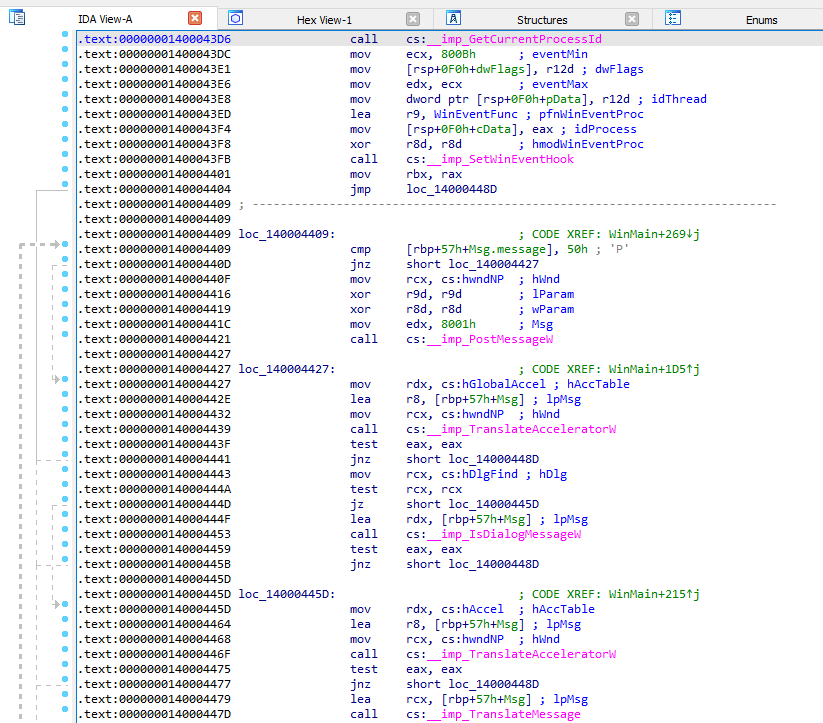 IDA View-A Hex View-1 Structures Enums
.text:00000001400043D6 call cs:__imp_GetCurrentProcessId
.text:00000001400043DC mov ecx, 800Bh ; eventMin
.text:00000001400043E1 mov [rsp+0F0h+dwFlags], r12d ; dwFlags
.text:00000001400043E6 mov edx, ecx ; eventMax
.text:00000001400043E8 mov dword ptr [rsp+0F0h+pData], r12d ; idThread
.text:00000001400043ED lea r9, WinEventFunc ; pfnWinEventProc
.text:00000001400043F4 mov [rsp+0F0h+cData], eax ; idProcess
.text:00000001400043F8 xor r8d, r8d ; hmodWinEventProc
.text:00000001400043FB call cs:__imp_SetWinEventHook
.text:0000000140004401 mov rbx, rax
.text:0000000140004404 jmp loc_14000448D
.text:0000000140004409 ; ---------------------------------------------------------------------------
.text:0000000140004409
.text:0000000140004409 loc_140004409: ; CODE XREF: WinMain+269↓j
.text:0000000140004409 cmp [rbp+57h+Msg.message], 50h ; 'P'
.text:000000014000440D jnz short loc_140004427
.text:000000014000440F mov rcx, cs:hwndNP ; hWnd
.text:0000000140004416 xor r9d, r9d ; lParam
.text:0000000140004419 xor r8d, r8d ; wParam
.text:000000014000441C mov edx, 8001h ; Msg
.text:0000000140004421 call cs:__imp_PostMessageW
.text:0000000140004427
.text:0000000140004427 loc_140004427: ; CODE XREF: WinMain+1D5↑j
.text:0000000140004427 mov rdx, cs:hGlobalAccel ; hAccTable
.text:000000014000442E lea r8, [rbp+57h+Msg] ; lpMsg
.text:0000000140004432 mov rcx, cs:hwndNP ; hWnd
.text:0000000140004439 call cs:__imp_TranslateAcceleratorW
.text:000000014000443F test eax, eax
.text:0000000140004441 jnz short loc_14000448D
.text:0000000140004443 mov rcx, cs:hDlgFind ; hDlg
.text:000000014000444A test rcx, rcx
.text:000000014000444D jz short loc_14000445D
.text:000000014000444F lea rdx, [rbp+57h+Msg] ; lpMsg
.text:0000000140004453 call cs:__imp_IsDialogMessageW
.text:0000000140004459 test eax, eax
.text:000000014000445B jnz short loc_14000448D
.text:000000014000445D
.text:000000014000445D loc_14000445D: ; CODE XREF: WinMain+215↑j
.text:000000014000445D mov rdx, cs:hAccel ; hAccTable
.text:0000000140004464 lea r8, [rbp+57h+Msg] ; lpMsg
.text:0000000140004468 mov rcx, cs:hwndNP ; hWnd
.text:000000014000446F call cs:__imp_TranslateAcceleratorW
.text:0000000140004475 test eax, eax
.text:0000000140004477 jnz short loc_14000448D
.text:0000000140004479 lea rcx, [rbp+57h+Msg] ; lpMsg
.text:000000014000447D call cs:__imp_TranslateMessage